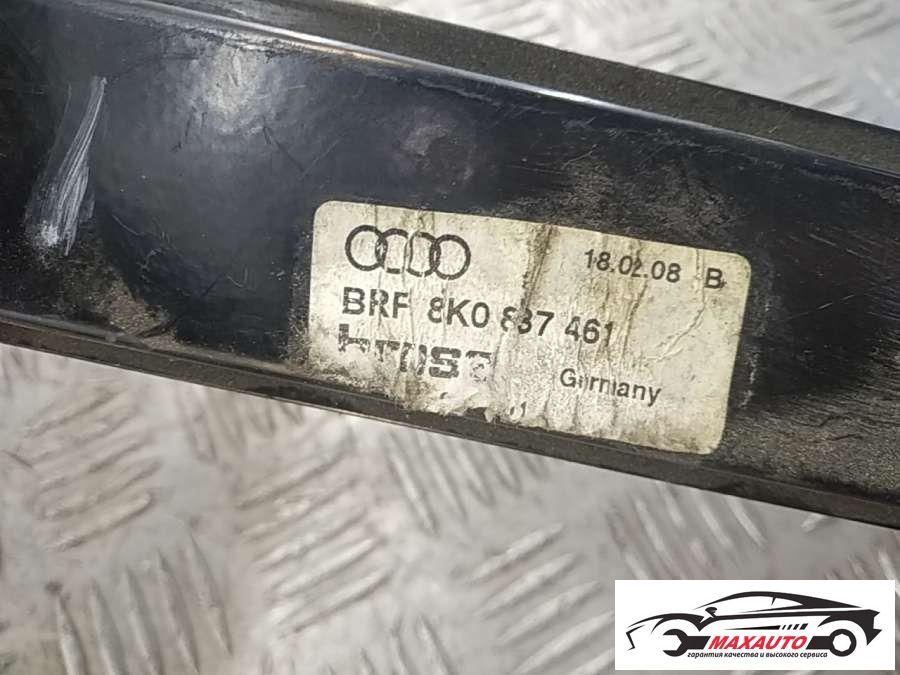 18.02.08 B
BRF 8K0 837 461
Germany
MAXAUTO
гарантия качества и высокого сервиса